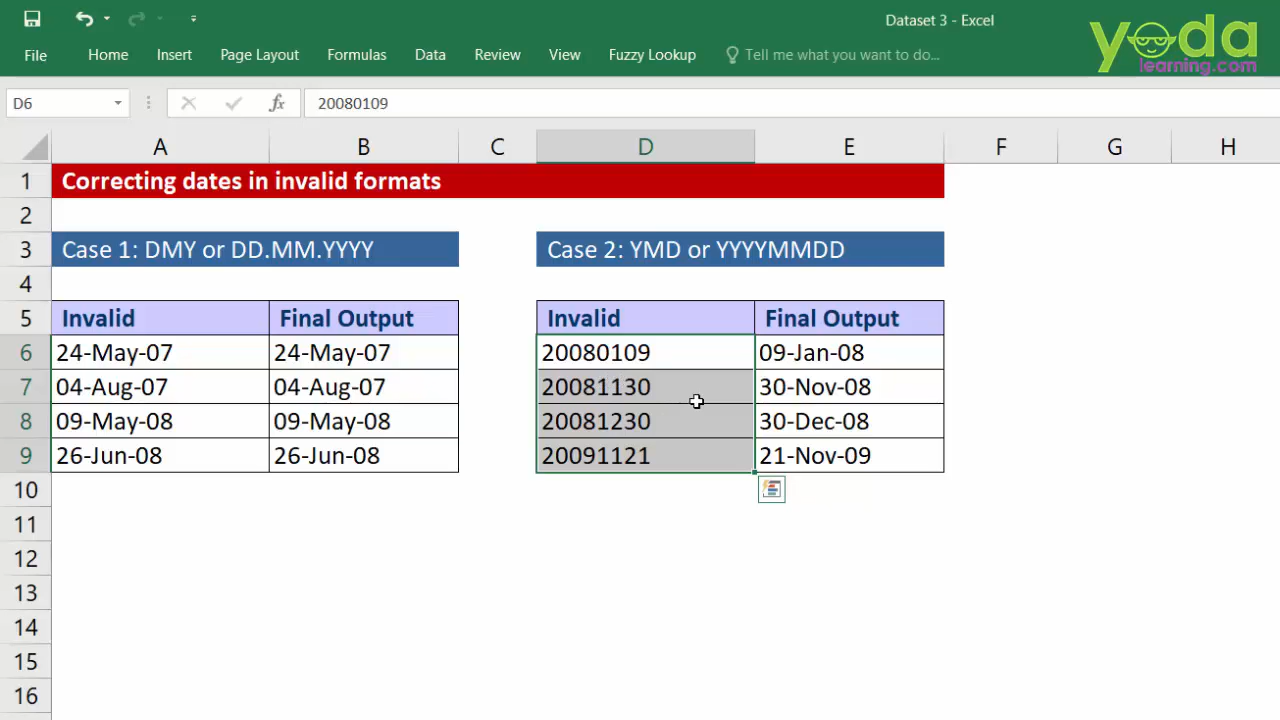 Dataset 3 - Excel
yoda
learning.com
File Home Insert Page Layout Formulas Data Review View Fuzzy Lookup Tell me what you want to do...
D6 fx 20080109
A B C D E F G H
1 Correcting dates in invalid formats
2
3 Case 1: DMY or DD.MM.YYYY Case 2: YMD or YYYYMMDD
4
5 Invalid Final Output Invalid Final Output
6 24-May-07 24-May-07 20080109 09-Jan-08
7 04-Aug-07 04-Aug-07 20081130 30-Nov-08
8 09-May-08 09-May-08 20081230 30-Dec-08
9 26-Jun-08 26-Jun-08 20091121 21-Nov-09
10
11
12
13
14
15
16